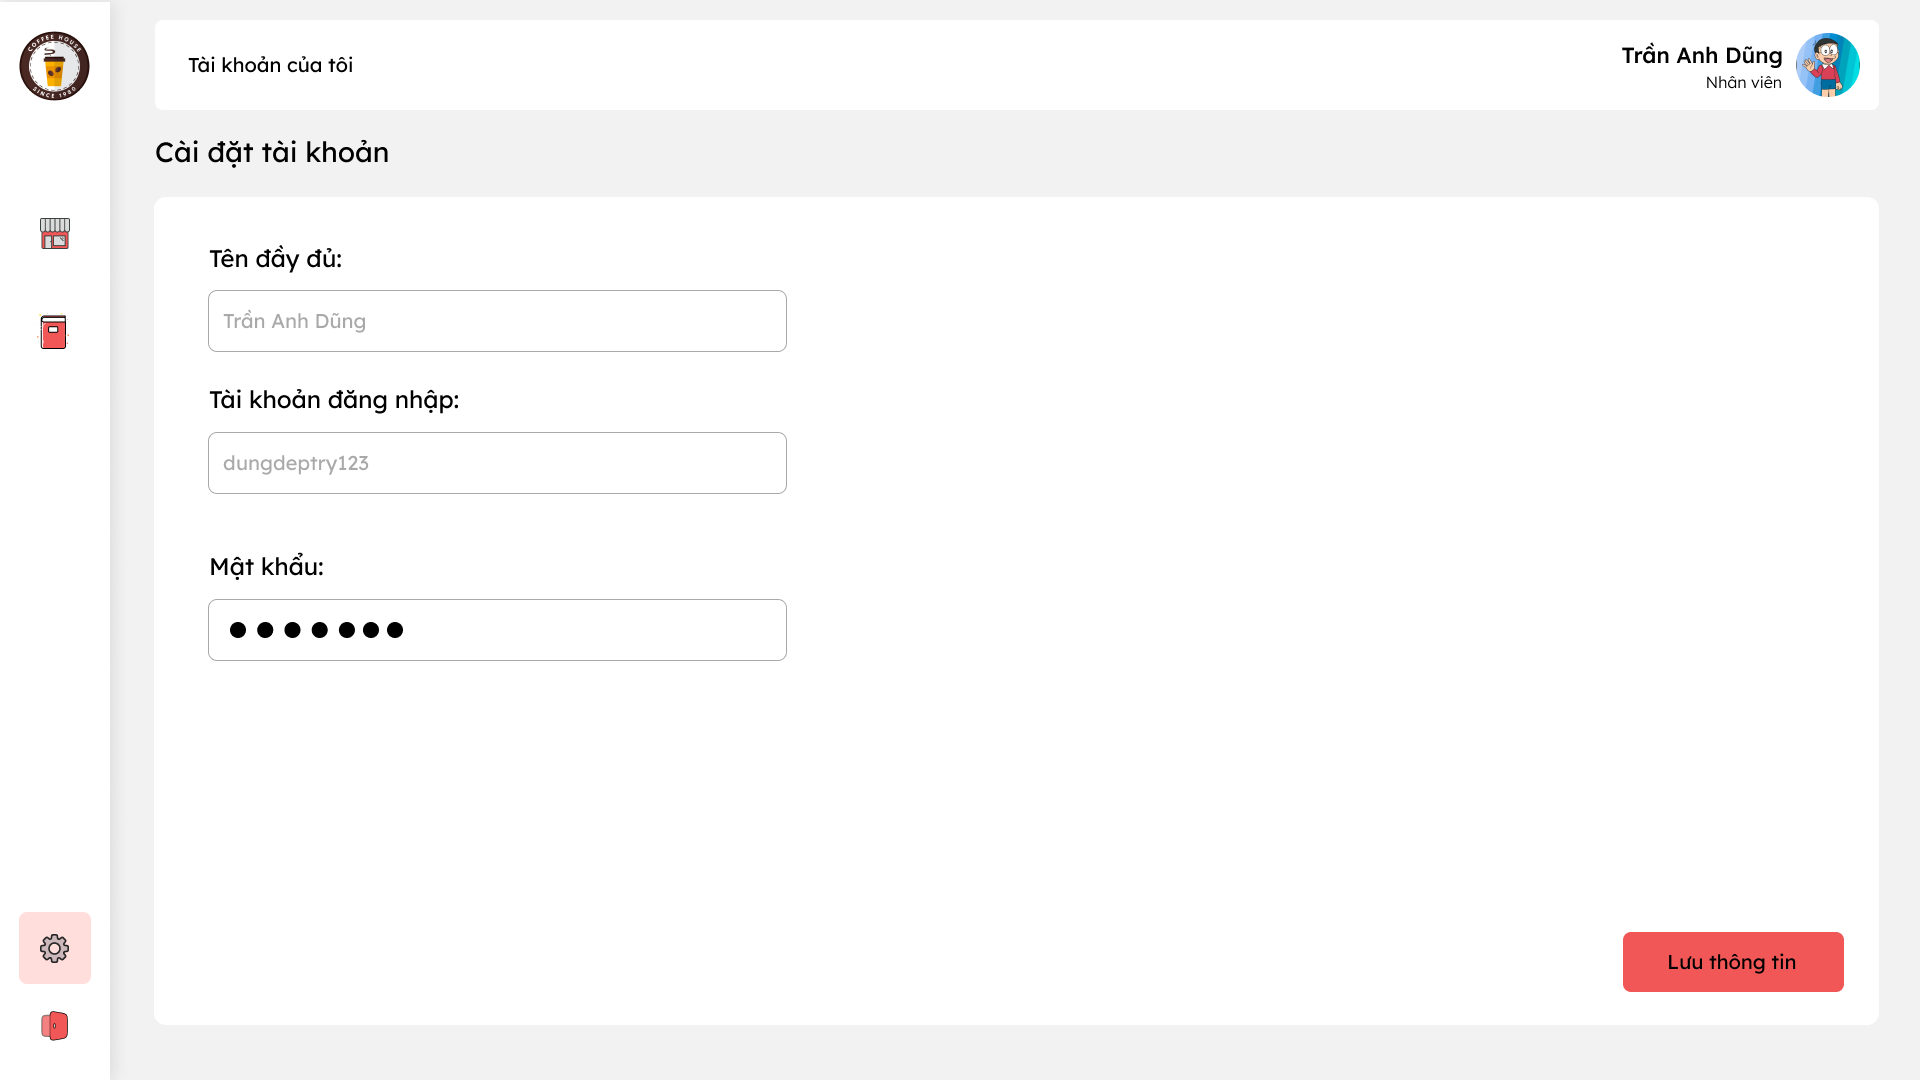 COFFEE HOUSE
SINCE 1980
Tài khoản của tôi
Trần Anh Dũng
Nhân viên
Cài đặt tài khoản
Tên đầy đủ:
Trần Anh Dũng
Tài khoản đăng nhập:
dungdeptry123
Mật khẩu:
Lưu thông tin